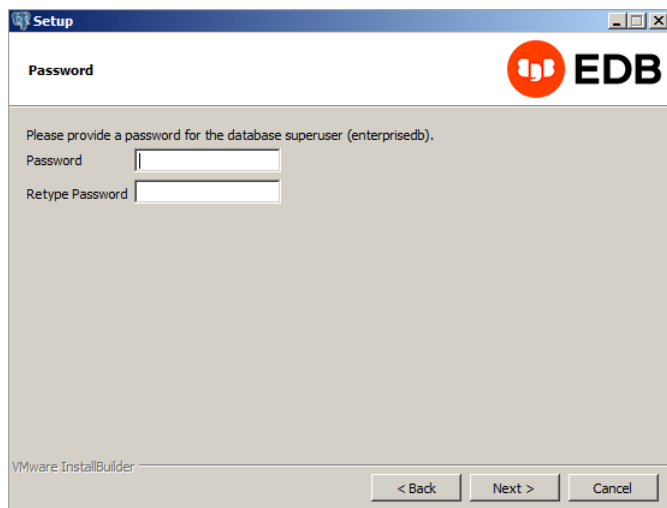 Setup
Password
EDB
Please provide a password for the database superuser (enterprisedb).
Password
Retype Password
VMware InstallBuilder
< Back Next > Cancel